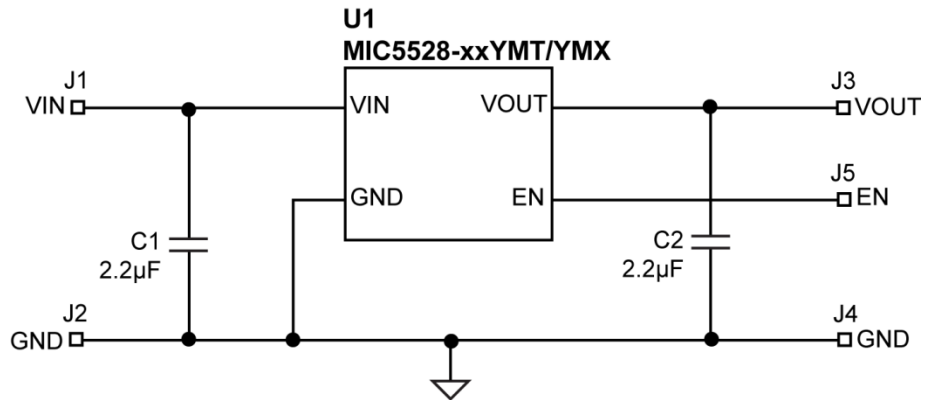 U1
MIC5528-xxYMT/YMX
J1
VIN
VIN
VOUT
J3
VOUT
GND
EN
J5
EN
C1
2.2µF
C2
2.2µF
J2
GND
J4
GND